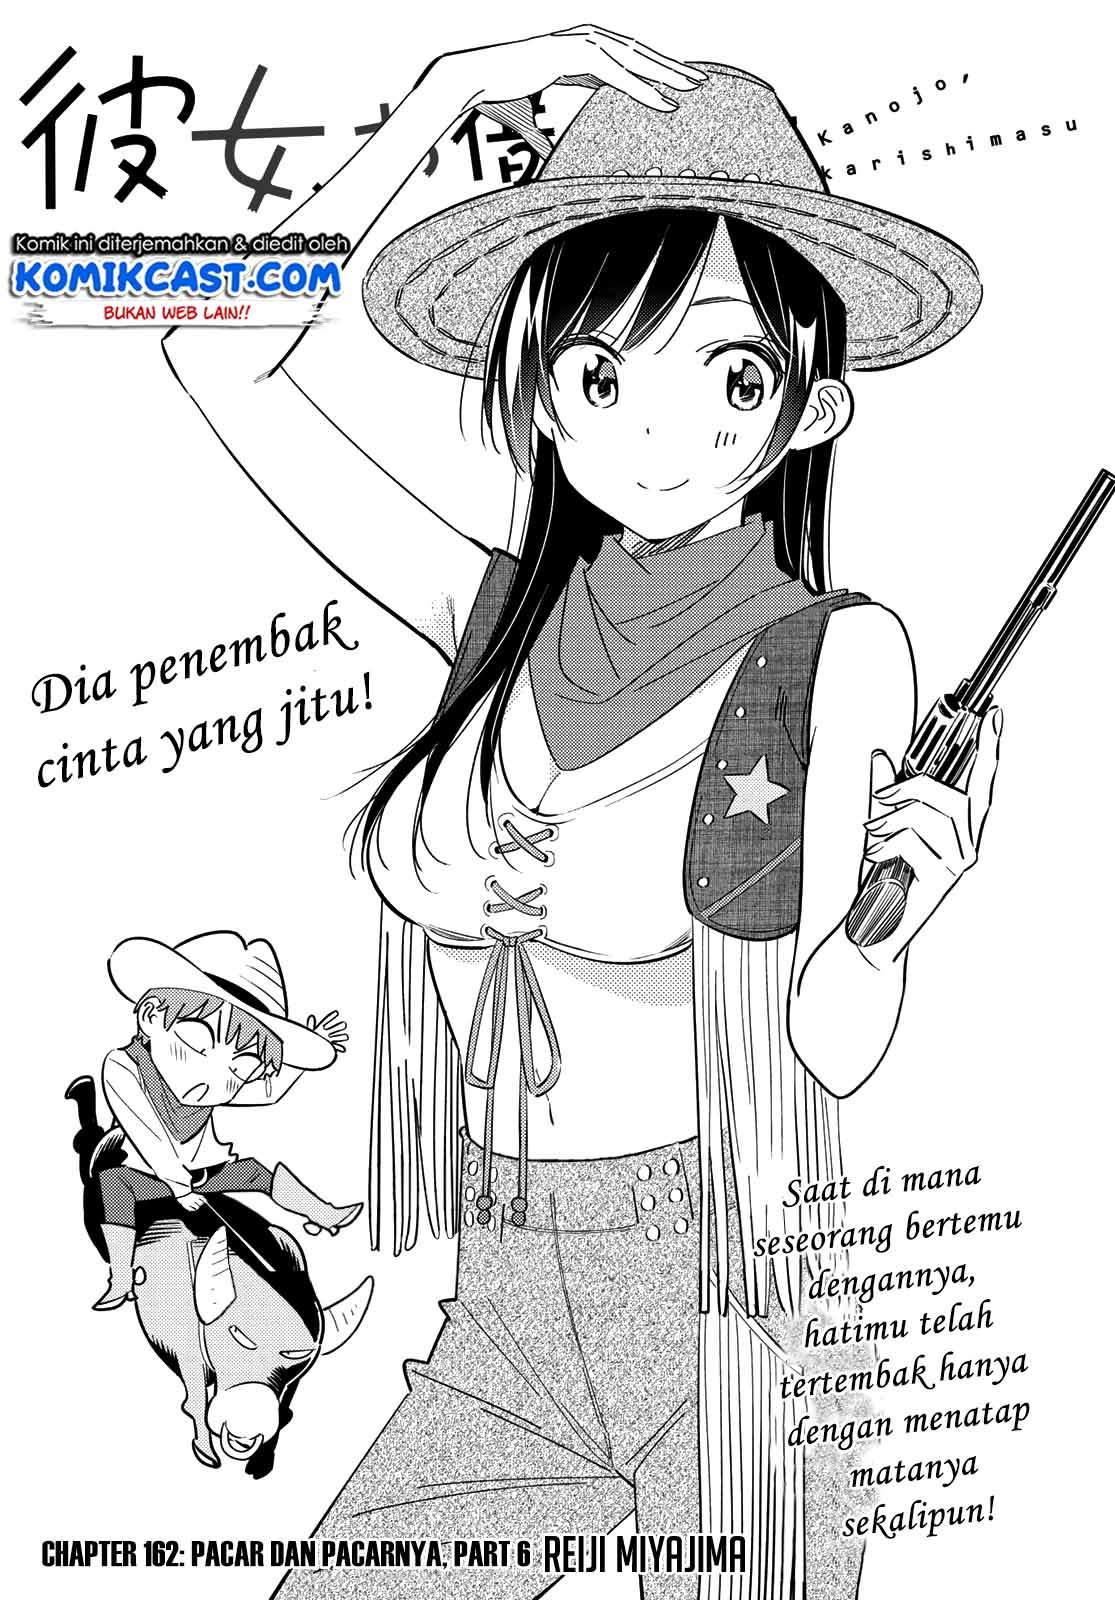 彼女お借
Kanojo,
karishimasu
Komik ini diterjemahkan & diedit oleh
KOMIKCAST.COM
BUKAN WEB LAIN!!
Dia penembak
cinta yang jitu!
Saat di mana
seseorang bertemu
dengannya,
hatimu telah
tertembak hanya
dengan menatap
matanya
sekalipun!
CHAPTER 162: PACAR DAN PACARNYA, PART 6 REIJI MIYAJIMA